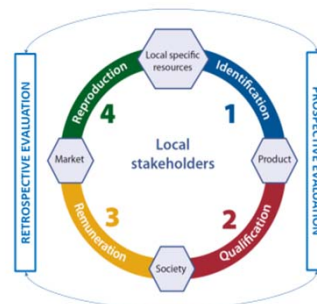 Local specific
resources
Identification
1
Product
Qualification
2
Society
Remuneration
3
Market
Reproduction
4
Local
stakeholders
RETROSPECTIVE EVALUATION
PROSPECTIVE EVALUATION